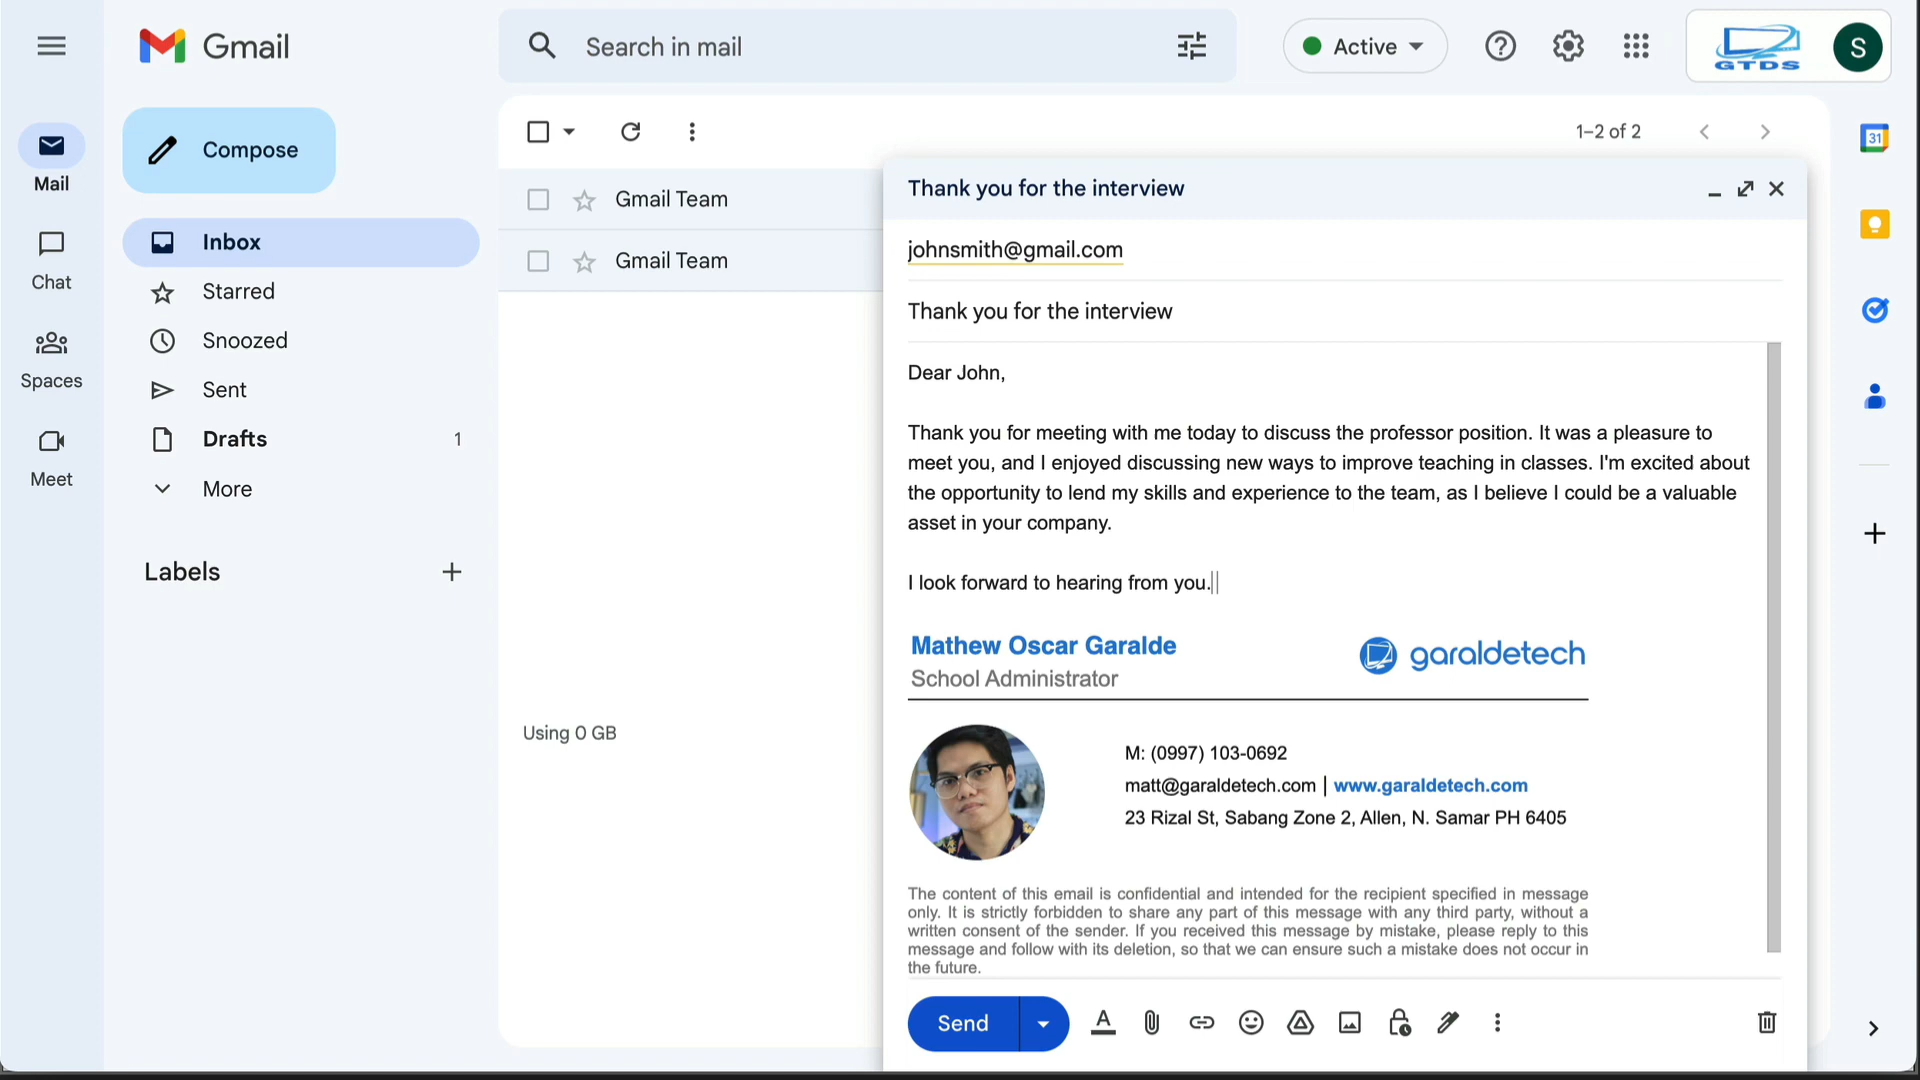 Gmail
Search in mail
Active
GTDS
S
Mail
Compose
1–2 of 2
31
Thank you for the interview
Gmail Team
Inbox
johnsmith@gmail.com
Gmail Team
Chat
Starred
Thank you for the interview
Snoozed
Spaces
Sent
Dear John,
Drafts
1
Thank you for meeting with me today to discuss the professor position. It was a pleasure to
meet you, and I enjoyed discussing new ways to improve teaching in classes. I'm excited about
the opportunity to lend my skills and experience to the team, as I believe I could be a valuable
asset in your company.
Meet
More
Labels
I look forward to hearing from you.
Mathew Oscar Garalde
garaldetech
School Administrator
Using 0 GB
M: (0997) 103-0692
matt@garaldetech.com | www.garaldetech.com
23 Rizal St, Sabang Zone 2, Allen, N. Samar PH 6405
The content of this email is confidential and intended for the recipient specified in message
only. It is strictly forbidden to share any part of this message with any third party, without a
written consent of the sender. If you received this message by mistake, please reply to this
message and follow with its deletion, so that we can ensure such a mistake does not occur in
the future.
Send